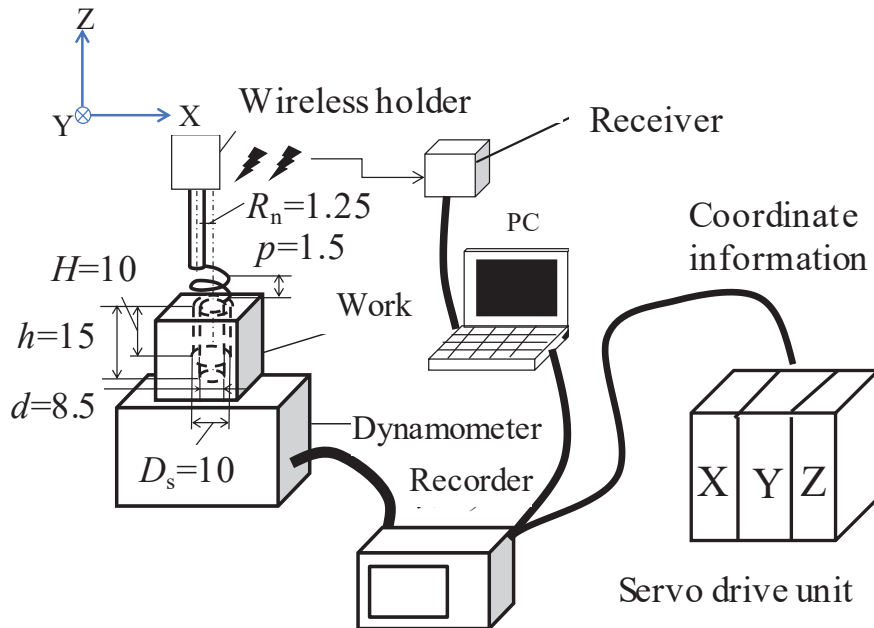 Z
Y
X
Wireless holder
Receiver
Rn=1.25
p=1.5
PC
Coordinate
information
H=10
Work
h=15
d=8.5
Dynamometer
Ds=10
Recorder
X Y Z
Servo drive unit